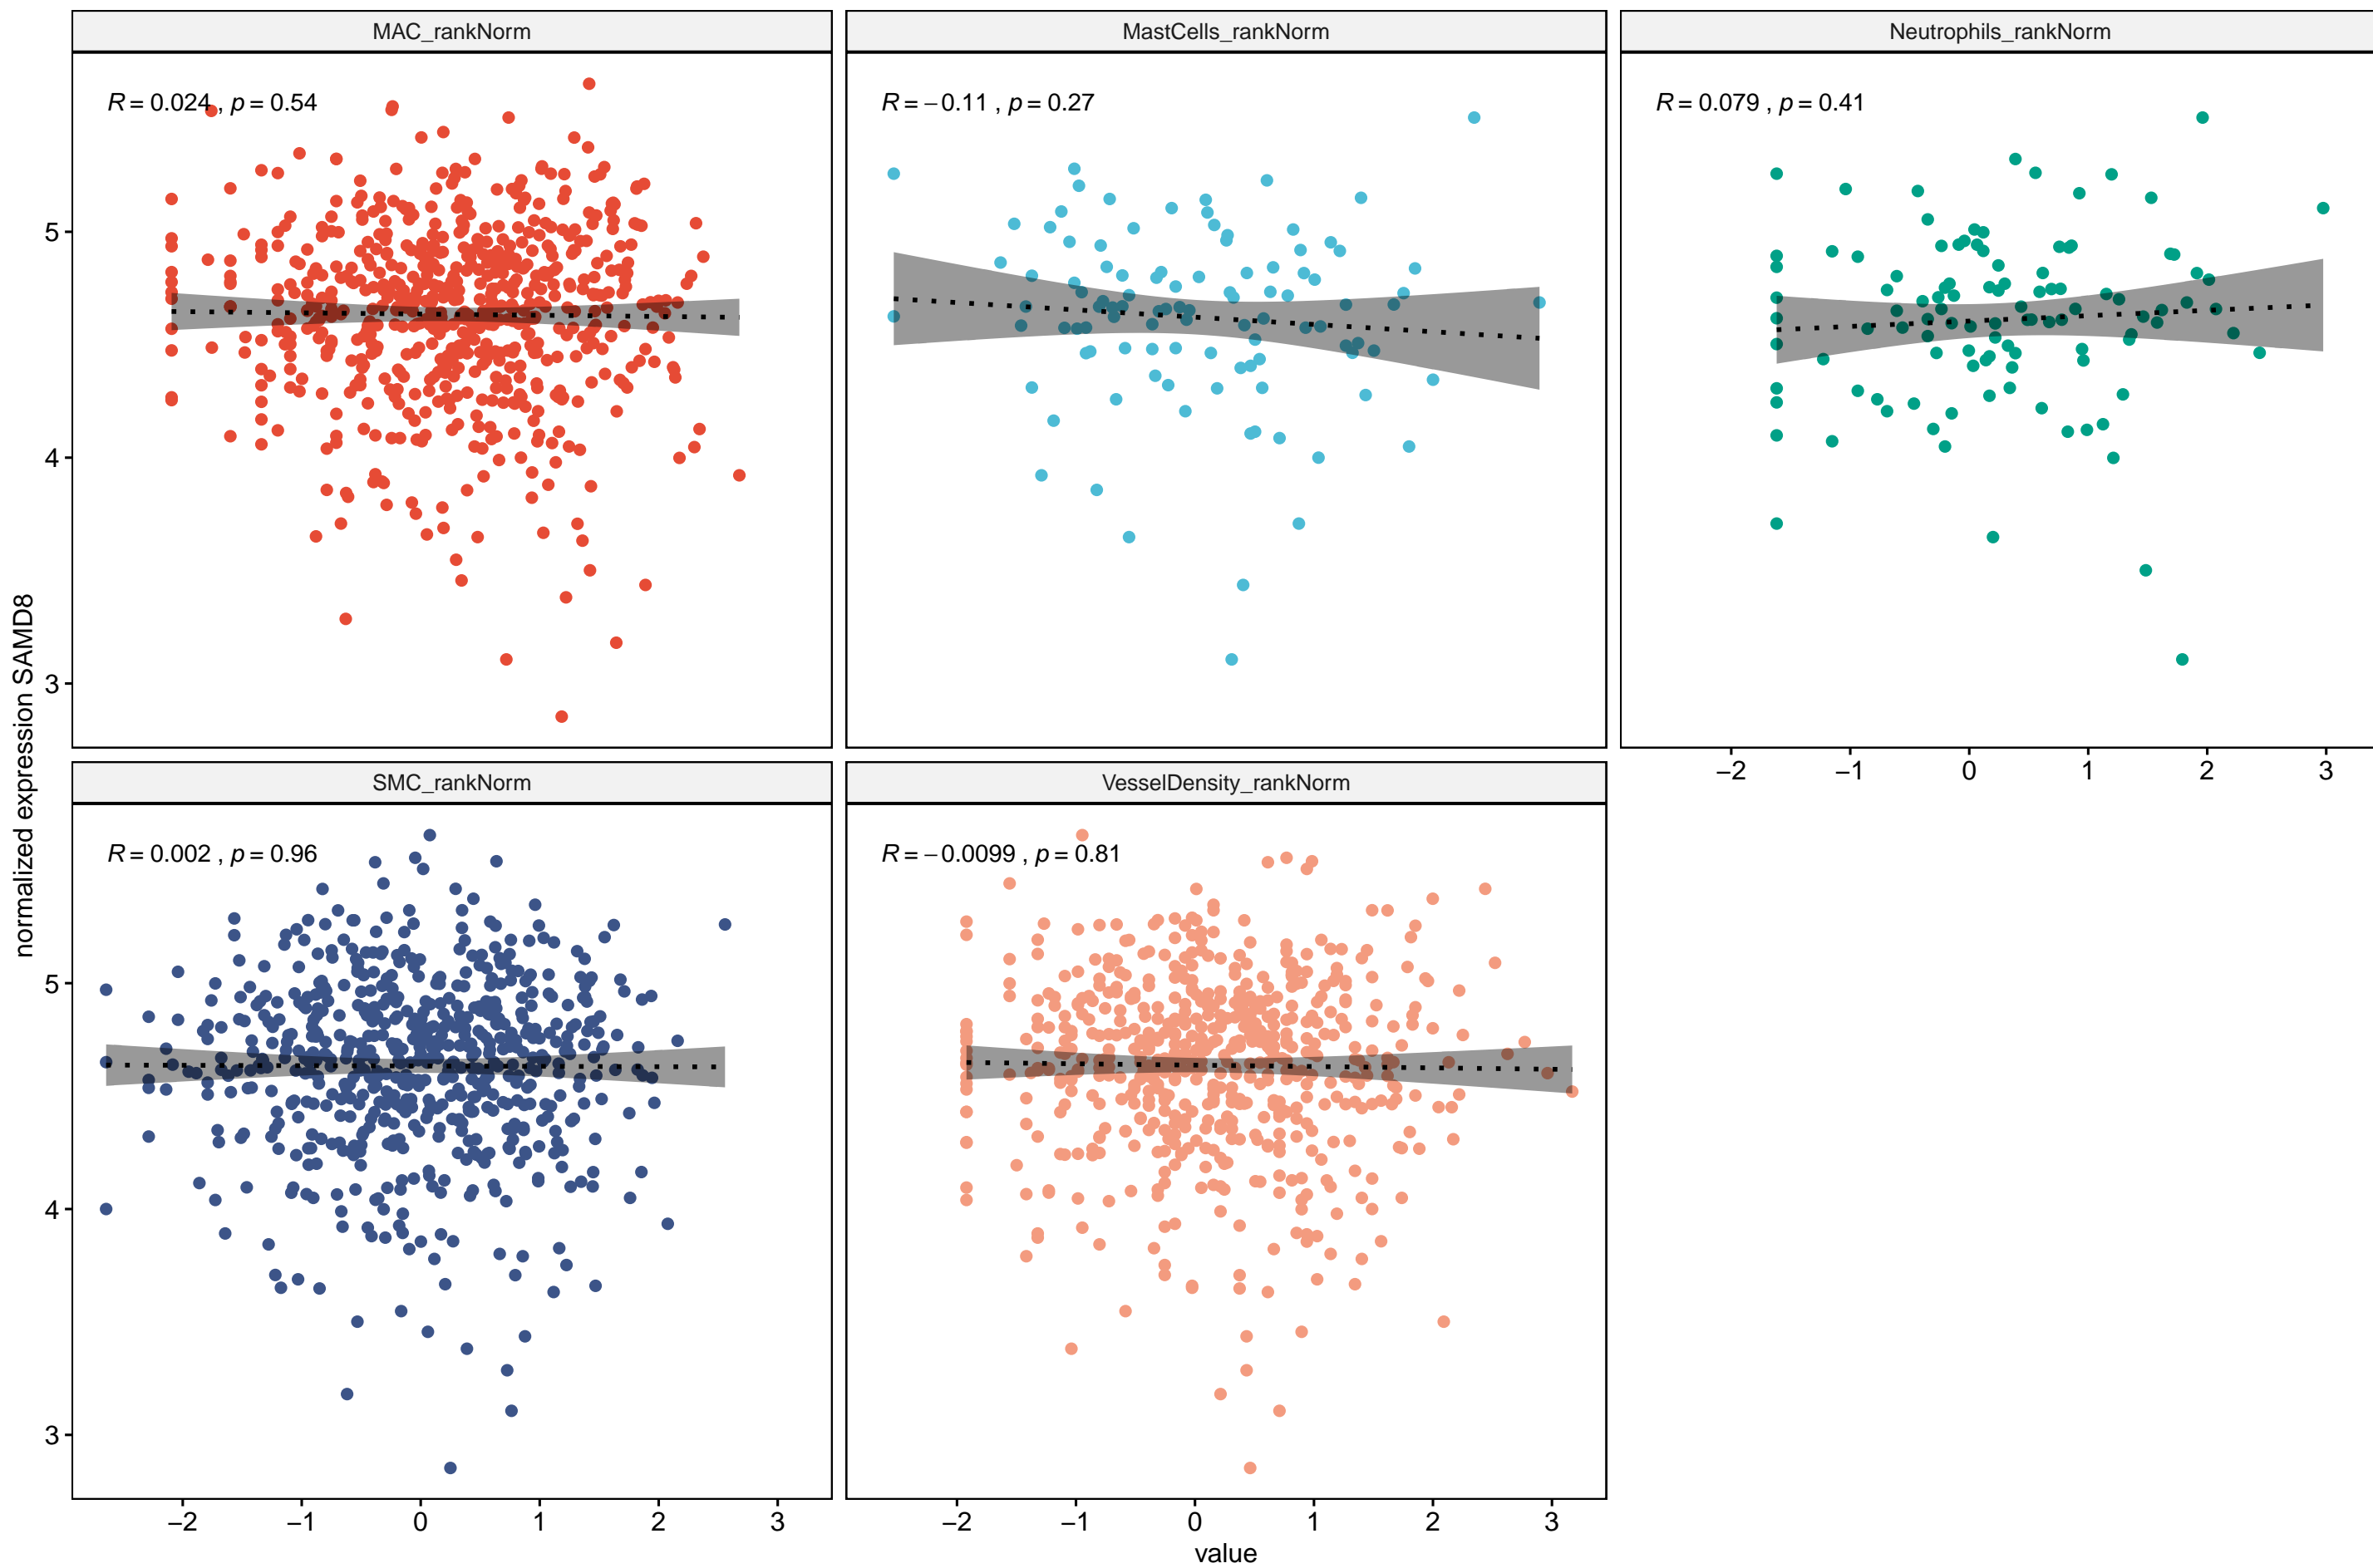 MAC_rankNorm
MastCells_rankNorm
Neutrophils_rankNorm
R = 0.024 , p = 0.54
R = −0.11 , p = 0.27
R = 0.079 , p = 0.41
5
4
3
−2 −1 0 1 2 3
SMC_rankNorm
VesselDensity_rankNorm
R = 0.002 , p = 0.96
R = −0.0099 , p = 0.81
5
4
3
−2 −1 0 1 2 3
−2 −1 0 1 2 3
value
normalized expression SAMD8